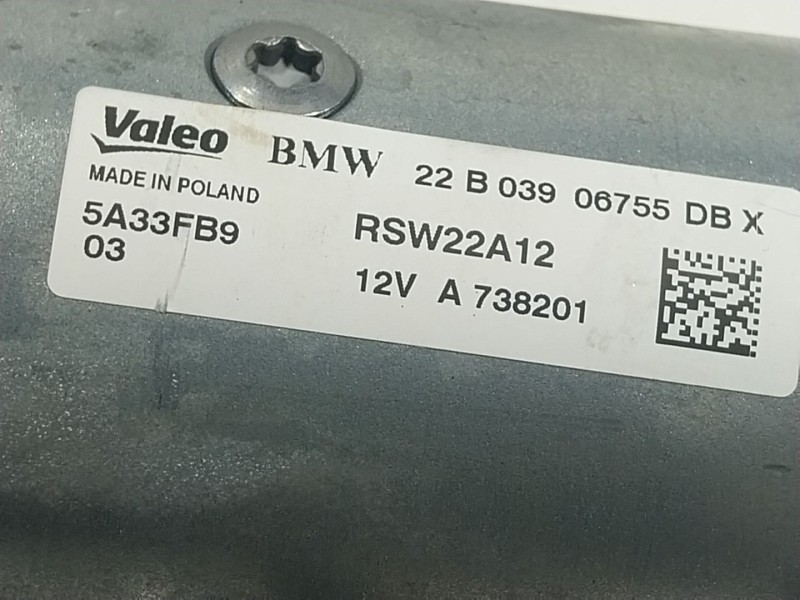 Valeo BMW 22 B 039 06755 DB X
MADE IN POLAND
5A33FB9 RSW22A12
03 12V A 738201